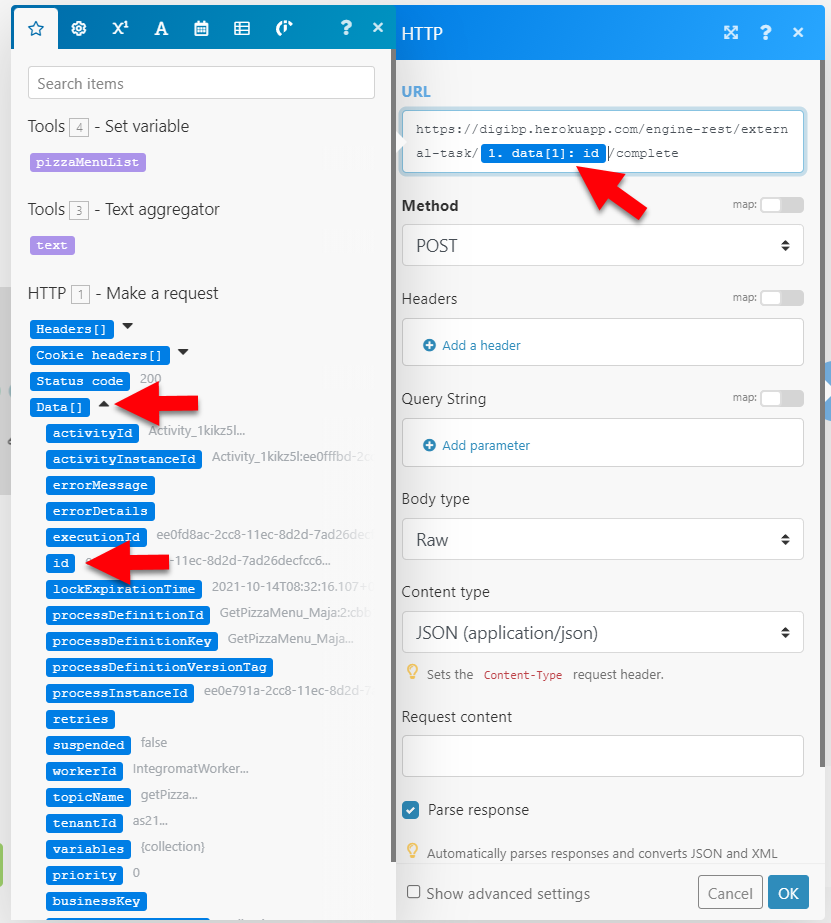 HTTP
Search items
Tools 4 - Set variable
pizzaMenuList
Tools 3 - Text aggregator
text
HTTP 1 - Make a request
Headers[]
Cookie headers[]
Status code 200
Data[]
activityId Activity_1kikz5l...
activityInstanceId Activity_1kikz5l:ee0fffbd-2
errorMessage
errorDetails
executionId ee0fd8ac-2cc8-11ec-8d2d-7ad26dec
id -11ec-8d2d-7ad26decfcc6...
lockExpirationTime 2021-10-14T08:32:16.107+
processDefinitionId GetPizzaMenu_Maja:2:cbb
processDefinitionKey GetPizzaMenu_Maja...
processDefinitionVersionTag
processInstanceId ee0e791a-2cc8-11ec-8d2d-7
retries
suspended false
workerId IntegromatWorker...
topicName getPizza...
tenantId as21...
variables {collection}
priority 0
businessKey
URL
https://digibp.herokuapp.com/engine-rest/extern
al-task/ 1. data[1]: id /complete
Method map:
POST
Headers map:
Add a header
Query String map:
Add parameter
Body type
Raw
Content type
JSON (application/json)
Sets the Content-Type request header.
Request content
Parse response
Automatically parses responses and converts JSON and XML
Show advanced settings Cancel OK